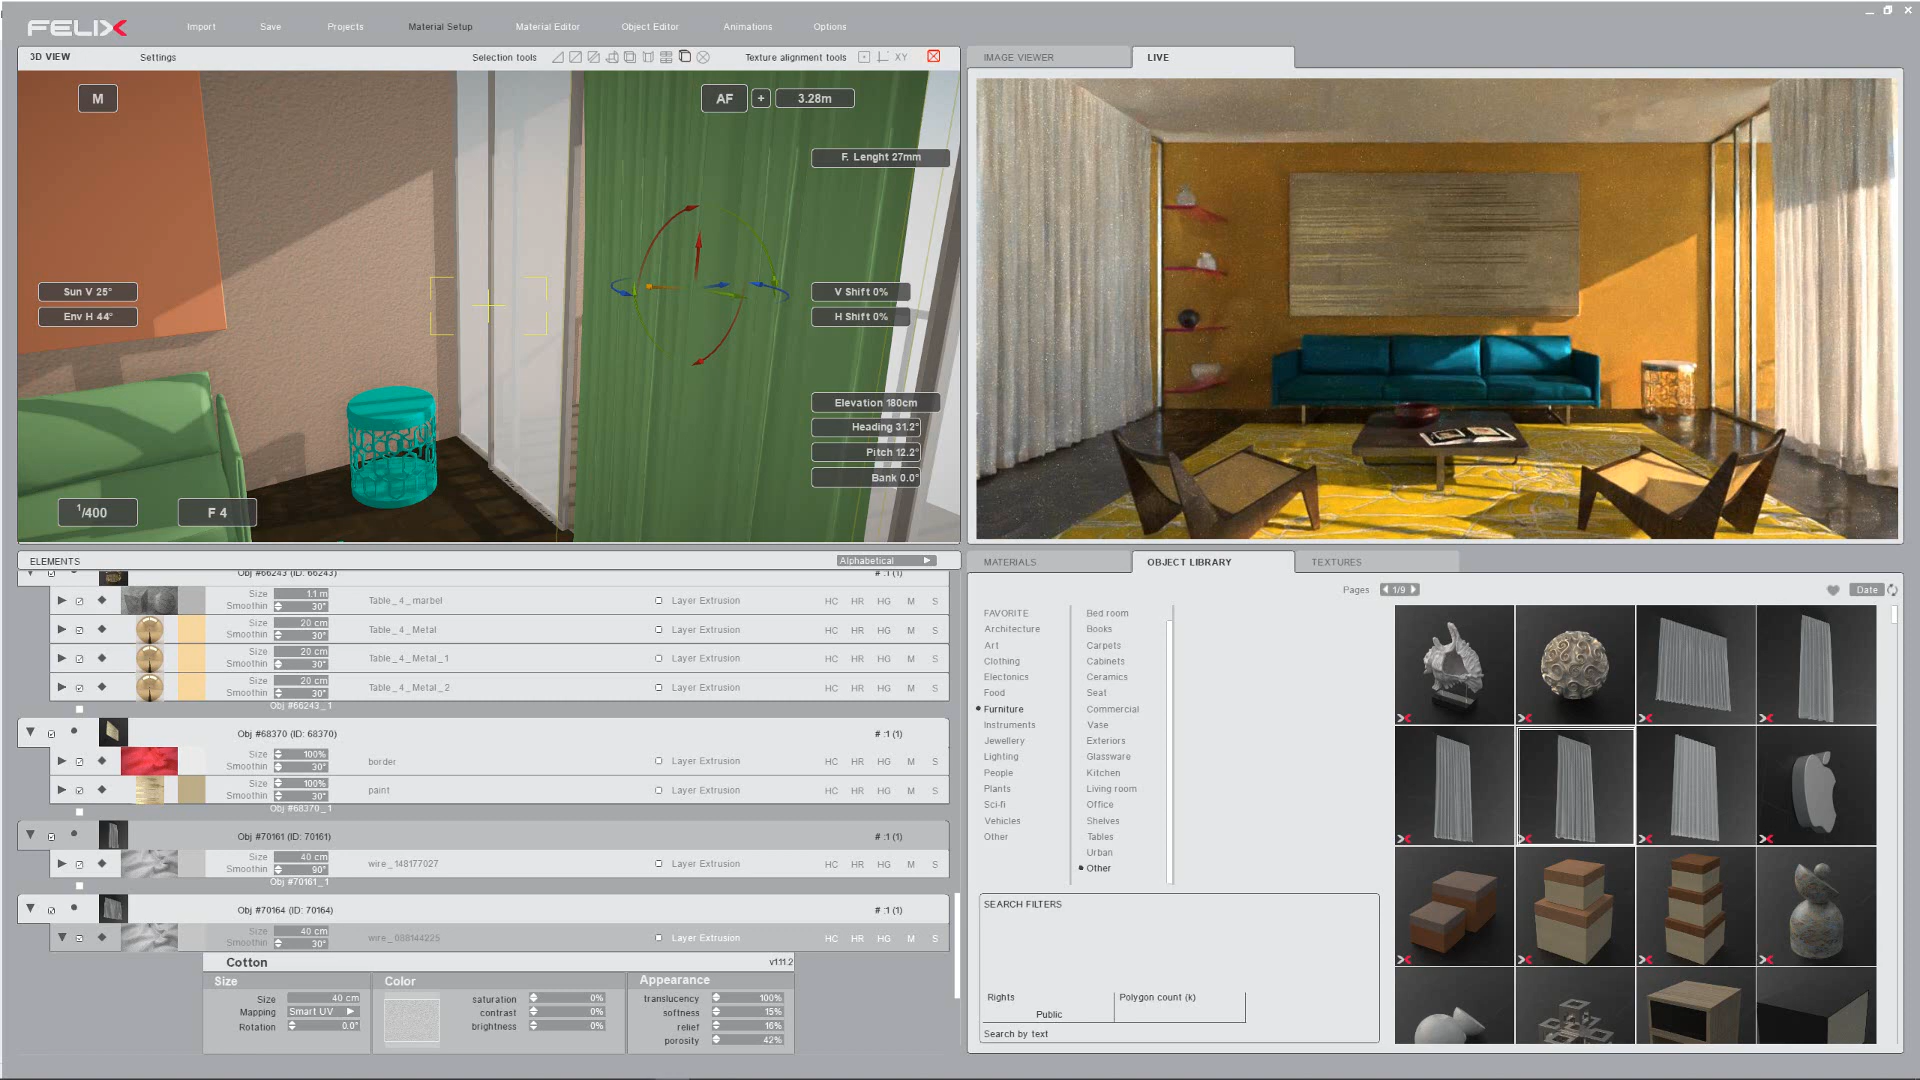 FELIX
Import Save Projects Material Setup Material Editor Object Editor Animations Options
3D VIEW Settings Selection tools Texture alignment tools XY
IMAGE VIEWER LIVE
M
AF + 3.28m
F. Lenght 27mm
Sun V 25°
Env H 44°
V Shift 0%
H Shift 0%
Elevation 180cm
Heading 31.2°
Pitch 12.2°
Bank 0.0°
1/400 F 4
ELEMENTS Alphabetical
Obj #66243 (ID: 66243) # :1 (1)
Size 1.1 m
Smoothin 30°
Table_4_marbel Layer Extrusion HC HR HG M S
Size 20 cm
Smoothin 30°
Table_4_Metal Layer Extrusion HC HR HG M S
Size 20 cm
Smoothin 30°
Table_4_Metal_1 Layer Extrusion HC HR HG M S
Size 20 cm
Smoothin 30°
Table_4_Metal_2 Layer Extrusion HC HR HG M S
Obj #66243_1
Obj #68370 (ID: 68370) # :1 (1)
Size 100%
Smoothin 30°
border Layer Extrusion HC HR HG M S
Size 100%
Smoothin 30°
paint Layer Extrusion HC HR HG M S
Obj #68370_1
Obj #70161 (ID: 70161) # :1 (1)
Size 40 cm
Smoothin 90°
wire_148177027 Layer Extrusion HC HR HG M S
Obj #70161_1
Obj #70164 (ID: 70164) # :1 (1)
Size 40 cm
Smoothin 30°
wire_088144225 Layer Extrusion HC HR HG M S
Cotton v1.11.2
Size
Size 40 cm
Mapping Smart UV
Rotation 0.0°
Color
saturation 0%
contrast 0%
brightness 0%
Appearance
translucency 100%
softness 15%
relief 16%
porosity 42%
MATERIALS OBJECT LIBRARY TEXTURES
Pages 1/9 Date
FAVORITE
Architecture
Art
Clothing
Electonics
Food
Furniture
Instruments
Jewellery
Lighting
People
Plants
Sci-fi
Vehicles
Other
Bed room
Books
Carpets
Cabinets
Ceramics
Seat
Commercial
Vase
Exteriors
Glassware
Kitchen
Living room
Office
Shelves
Tables
Urban
Other
SEARCH FILTERS
Rights Polygon count (k)
Public
Search by text